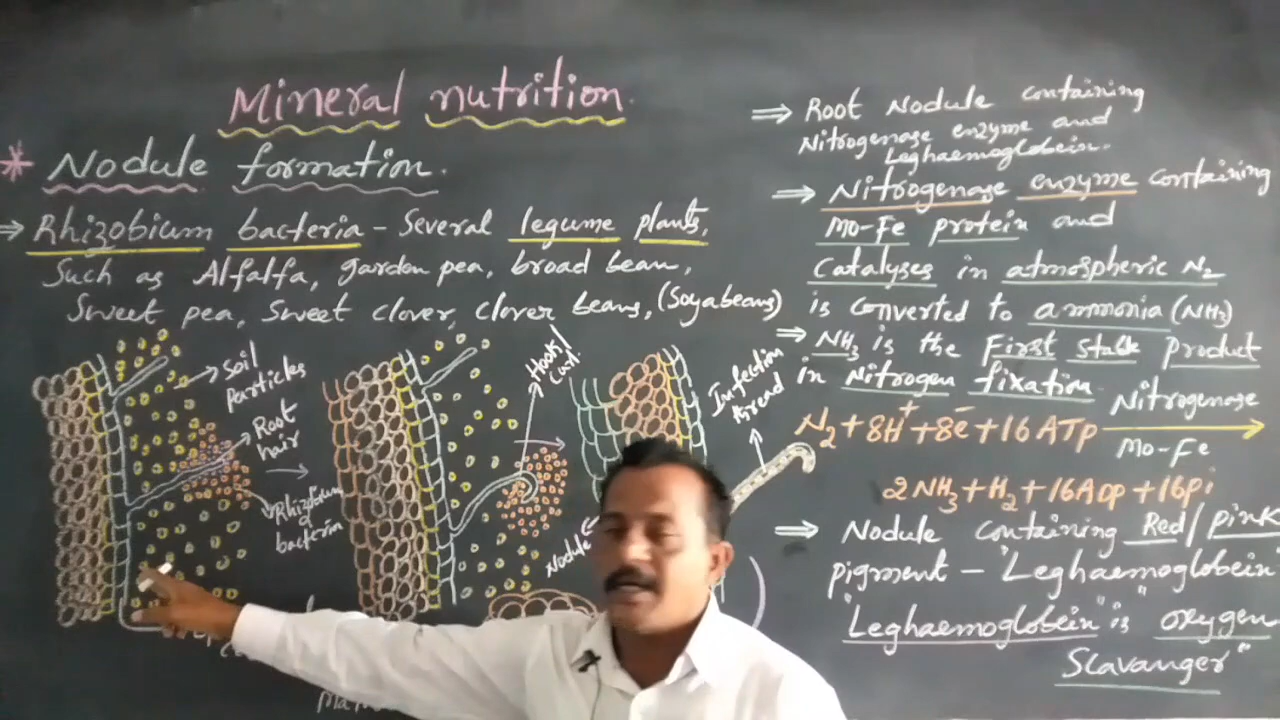 Mineral nutrition.
* Nodule formation.
⇒ Rhizobium bacteria - Several legume plants,
Such as Alfalfa, garden pea, broad bean,
Sweet pea, Sweet clover, clover beans, (Soyabeans)
Soil
particles
Root
hair
Rhizobium
bacteria
Hook/
Curl
Infection
thread
Nodule
⇒ Root Nodule containing
Nitrogenase enzyme and
Leghaemoglobein.
⇒ Nitrogenase enzyme containing
Mo-Fe protein and
Catalyses in atmospheric N₂
is converted to ammonia (NH₃)
⇒ NH₃ is the First stable Product
in Nitrogen fixation
N₂+8H⁺+8e⁻+16ATP Nitrogenase →
Mo-Fe
2NH₃+H₂+16ADP+16Pi
⇒ Nodule containing Red/pink
pigment - "Leghaemoglobein
"Leghaemoglobein" is oxygen
Scavanger"